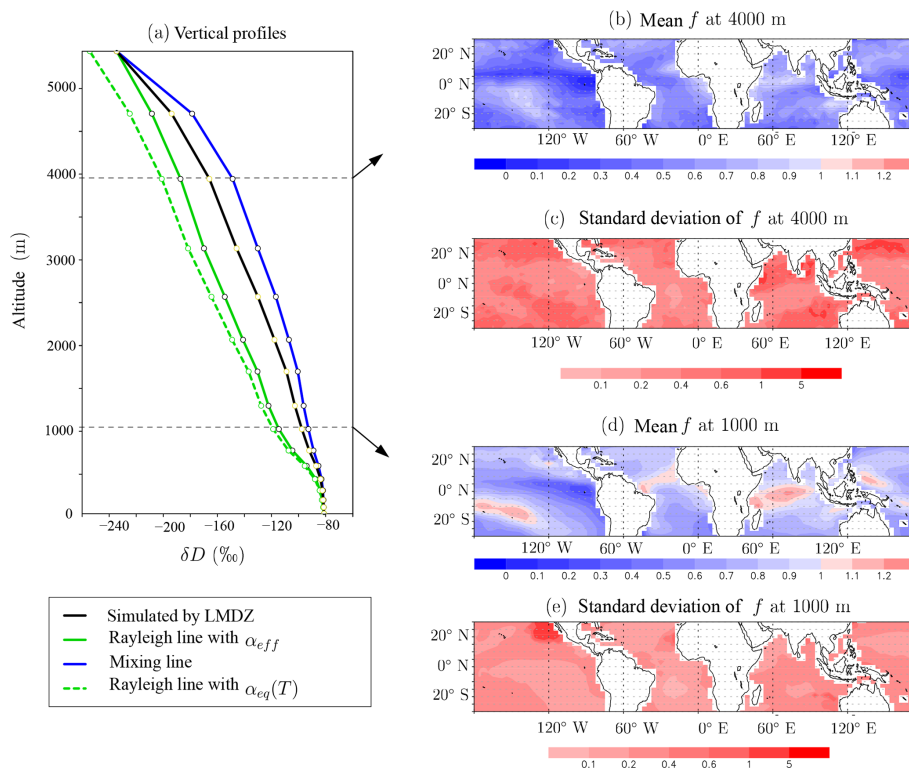 (a) Vertical profiles
5000
4000
3000
2000
1000
0
Altitude (m)
−240 −200 −160 −120 −80
δD (‰)
Simulated by LMDZ
Rayleigh line with α_eff
Mixing line
Rayleigh line with α_eq(T)
(b) Mean f at 4000 m
20° N
0° N
20° S
120° W 60° W 0° E 60° E 120° E
0 0.1 0.2 0.3 0.4 0.5 0.6 0.7 0.8 0.9 1 1.1 1.2
(c) Standard deviation of f at 4000 m
20° N
0° N
20° S
120° W 60° W 0° E 60° E 120° E
0.1 0.2 0.4 0.6 1 5
(d) Mean f at 1000 m
20° N
0° N
20° S
120° W 60° W 0° E 60° E 120° E
0 0.1 0.2 0.3 0.4 0.5 0.6 0.7 0.8 0.9 1 1.1 1.2
(e) Standard deviation of f at 1000 m
20° N
0° N
20° S
120° W 60° W 0° E 60° E 120° E
0.1 0.2 0.4 0.6 1 5